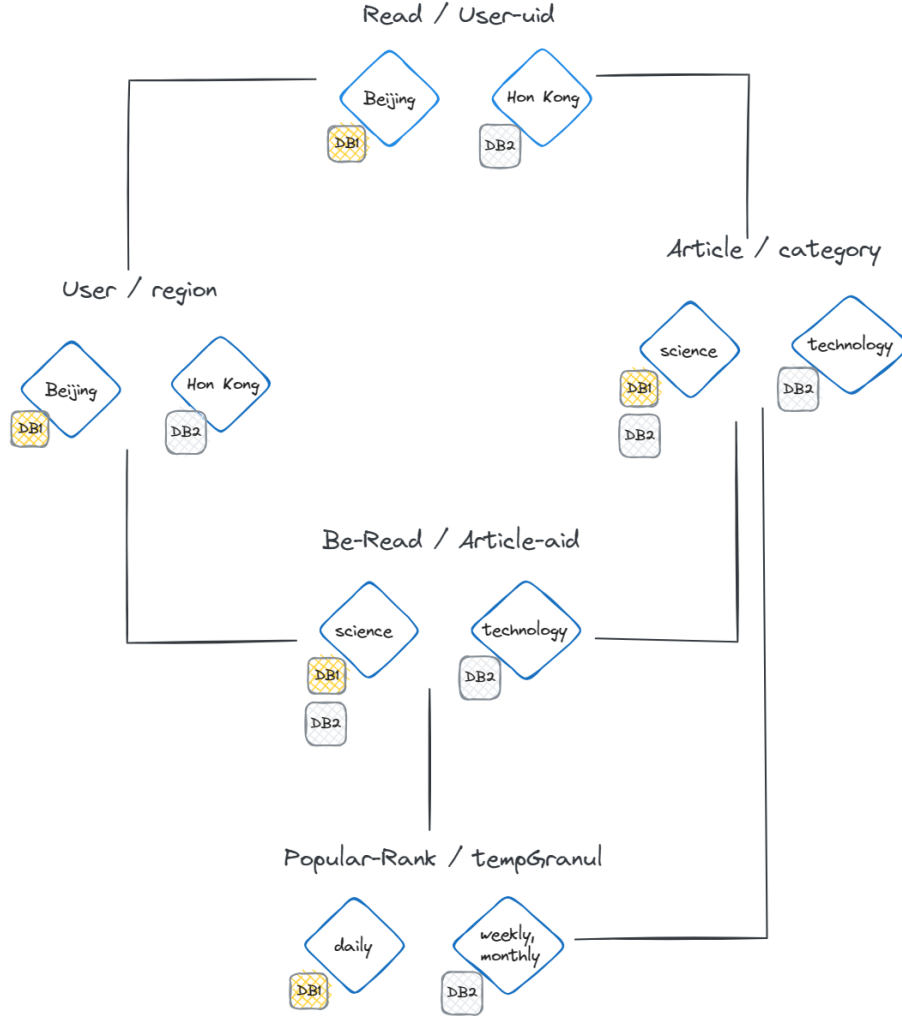 Read / User-uid
Beijing
Hon Kong
DB1
DB2
Article / category
User / region
science
technology
DB1
DB2
DB2
Beijing
Hon Kong
DB1
DB2
Be-Read / Article-aid
science
technology
DB1
DB2
DB2
Popular-Rank / tempGranul
daily
weekly,
monthly
DB1
DB2